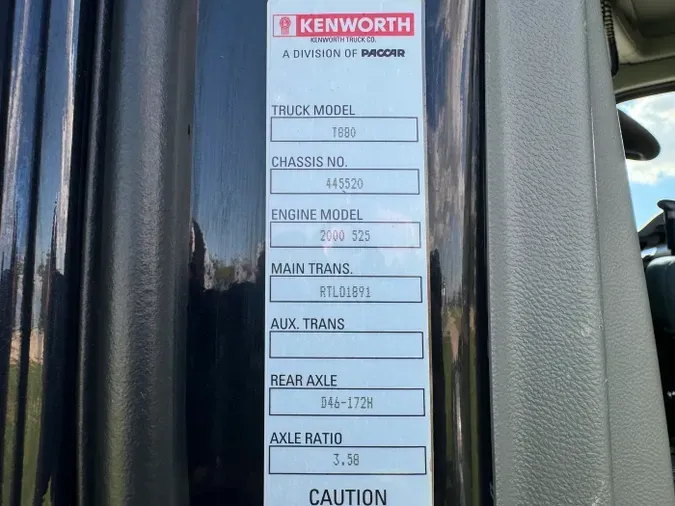 KENWORTH
KENWORTH TRUCK CO.
A DIVISION OF PACCAR
TRUCK MODEL
T880
CHASSIS NO.
445520
ENGINE MODEL
2000 525
MAIN TRANS.
RTLO1891
AUX. TRANS
REAR AXLE
D46-172H
AXLE RATIO
3.58
CAUTION